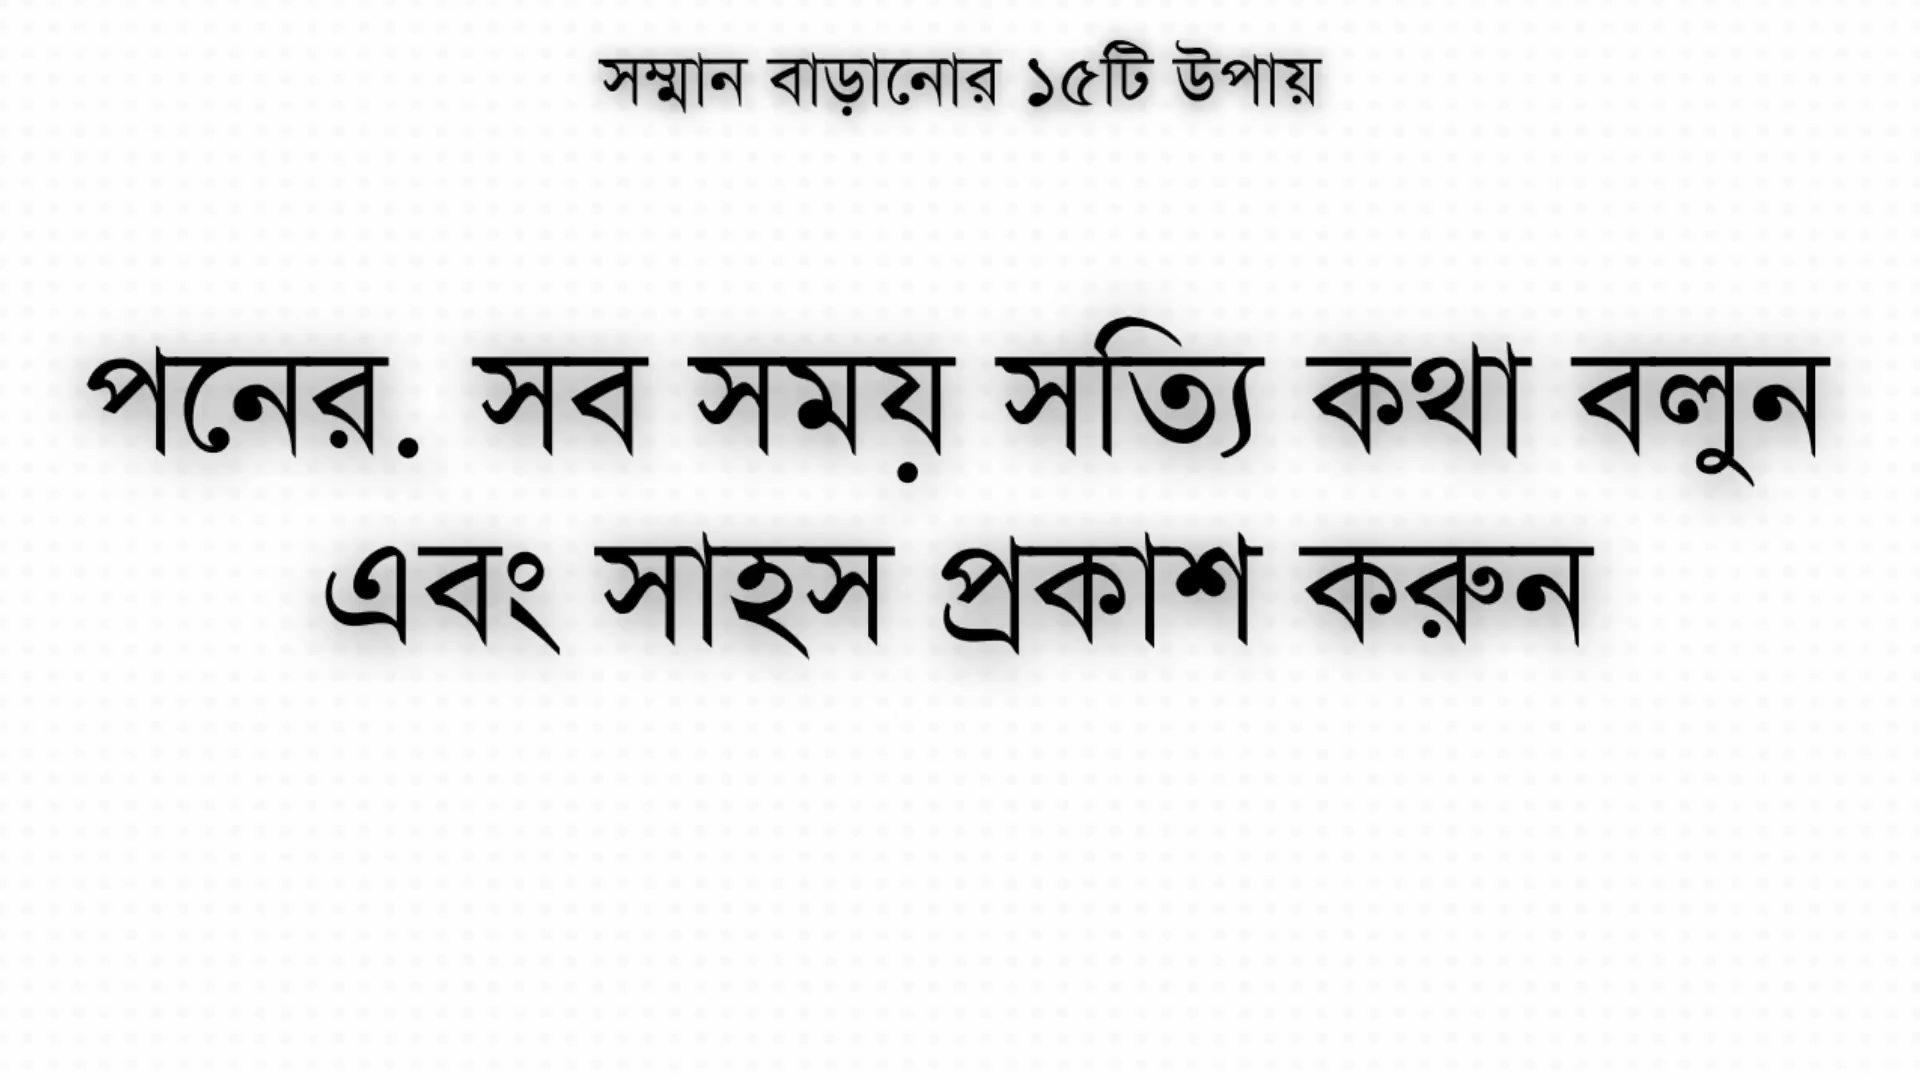 সম্মান বাড়ানোর ১৫টি উপায়
পনের. সব সময় সত্যি কথা বলুন
এবং সাহস প্রকাশ করুন